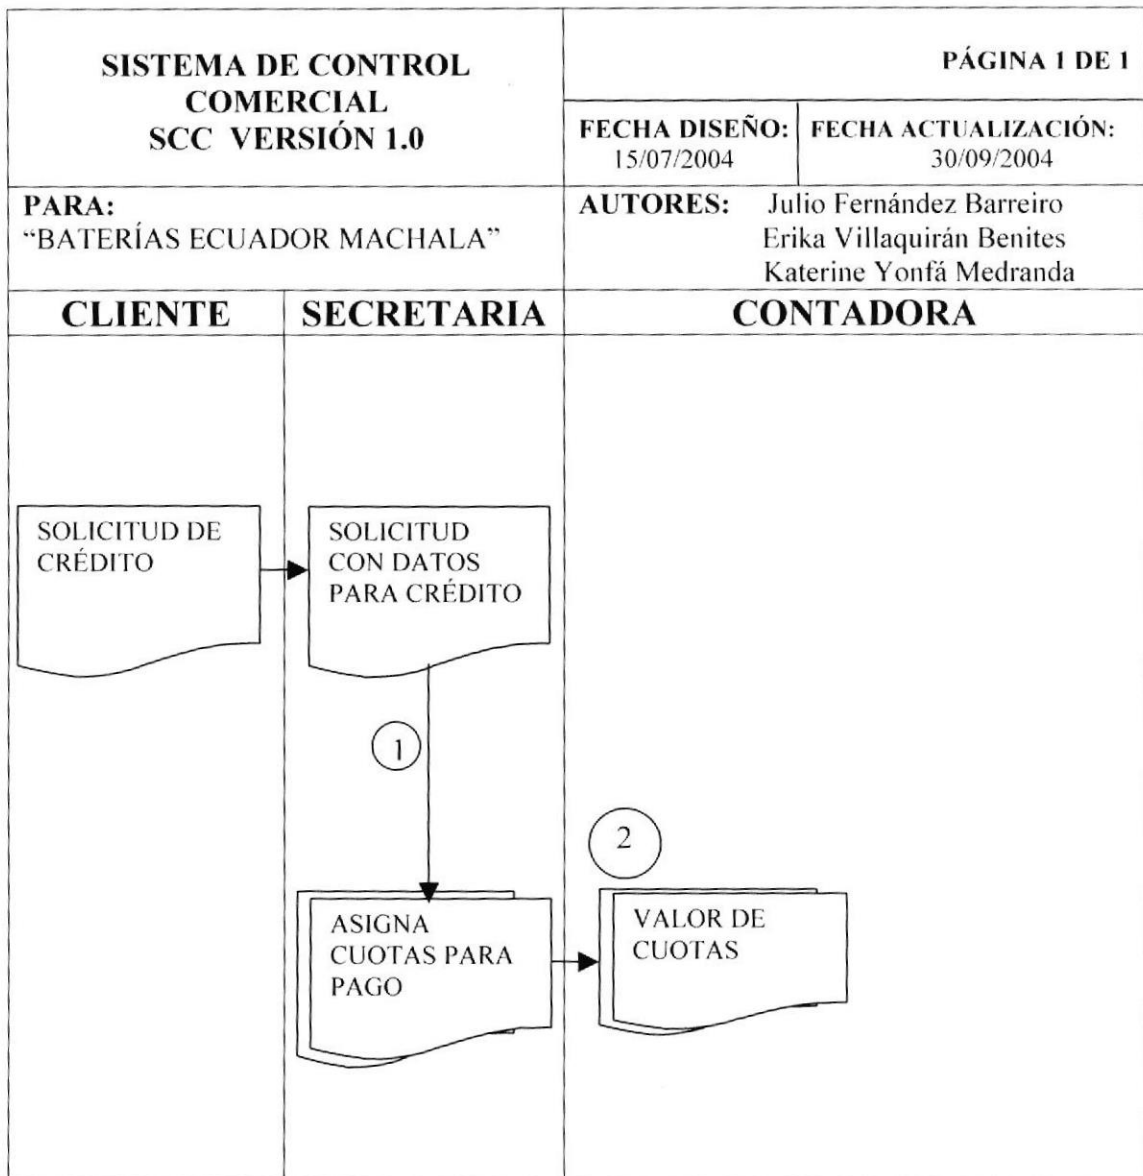 SISTEMA DE CONTROL
COMERCIAL
SCC VERSIÓN 1.0
PÁGINA 1 DE 1
FECHA DISEÑO:
15/07/2004
FECHA ACTUALIZACIÓN:
30/09/2004
PARA:
“BATERÍAS ECUADOR MACHALA”
AUTORES: Julio Fernández Barreiro
Erika Villaquirán Benites
Katerine Yonfá Medranda
CLIENTE
SECRETARIA
CONTADORA
SOLICITUD DE
CRÉDITO
SOLICITUD
CON DATOS
PARA CRÉDITO
1
2
ASIGNA
CUOTAS PARA
PAGO
VALOR DE
CUOTAS